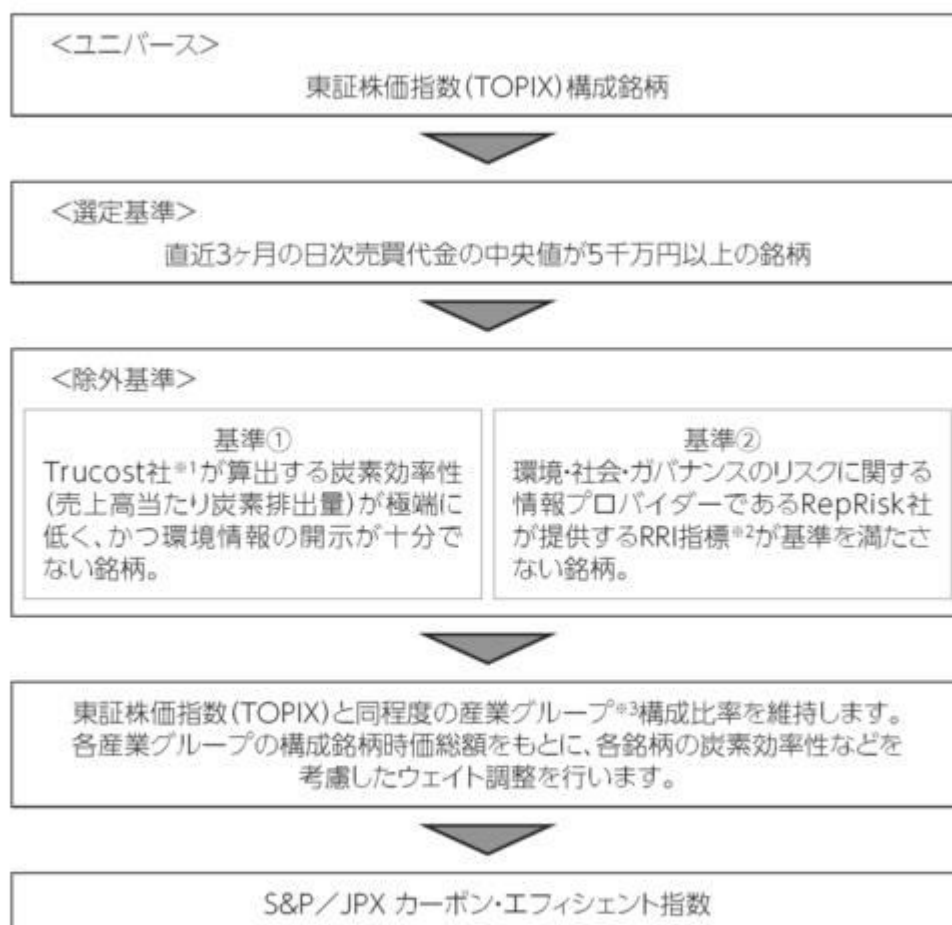 <ユニバース>
東証株価指数(TOPIX)構成銘柄
<選定基準>
直近3ヶ月の日次売買代金の中央値が5千万円以上の銘柄
<除外基準>
基準①
Trucost社※1が算出する炭素効率性
(売上高当たり炭素排出量)が極端に
低く、かつ環境情報の開示が十分で
ない銘柄。
基準②
環境・社会・ガバナンスのリスクに関する
情報プロバイダーであるRepRisk社
が提供するRRI指標※2が基準を満たさ
ない銘柄。
東証株価指数(TOPIX)と同程度の産業グループ※3構成比率を維持します。
各産業グループの構成銘柄時価総額をもとに、各銘柄の炭素効率性などを
考慮したウェイト調整を行います。
S&P/JPX カーボン・エフィシェント指数